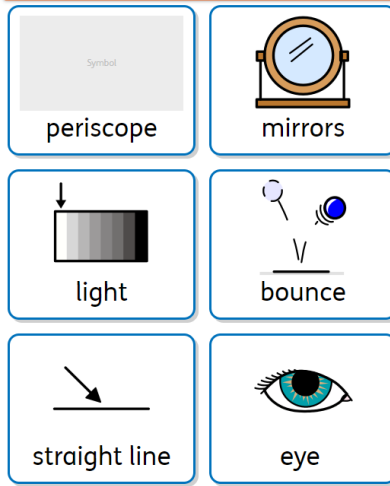 Symbol
periscope
mirrors
light
bounce
straight line
eye